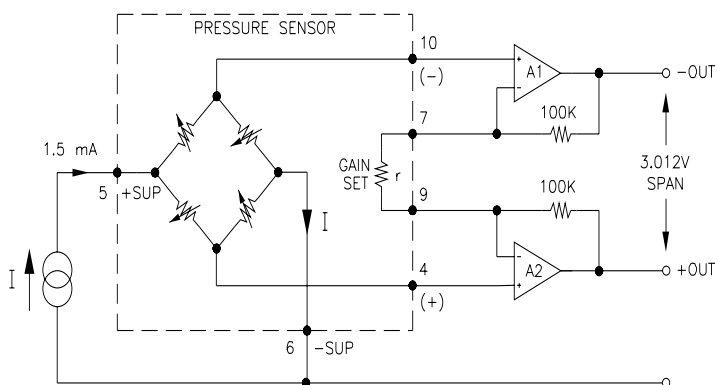 PRESSURE SENSOR
10
(-)
A1
+
-
-OUT
7
100K
1.5 mA
GAIN
SET
r
3.012V
SPAN
5
+SUP
9
100K
I
I
-
A2
+
+OUT
4
(+)
6
-SUP